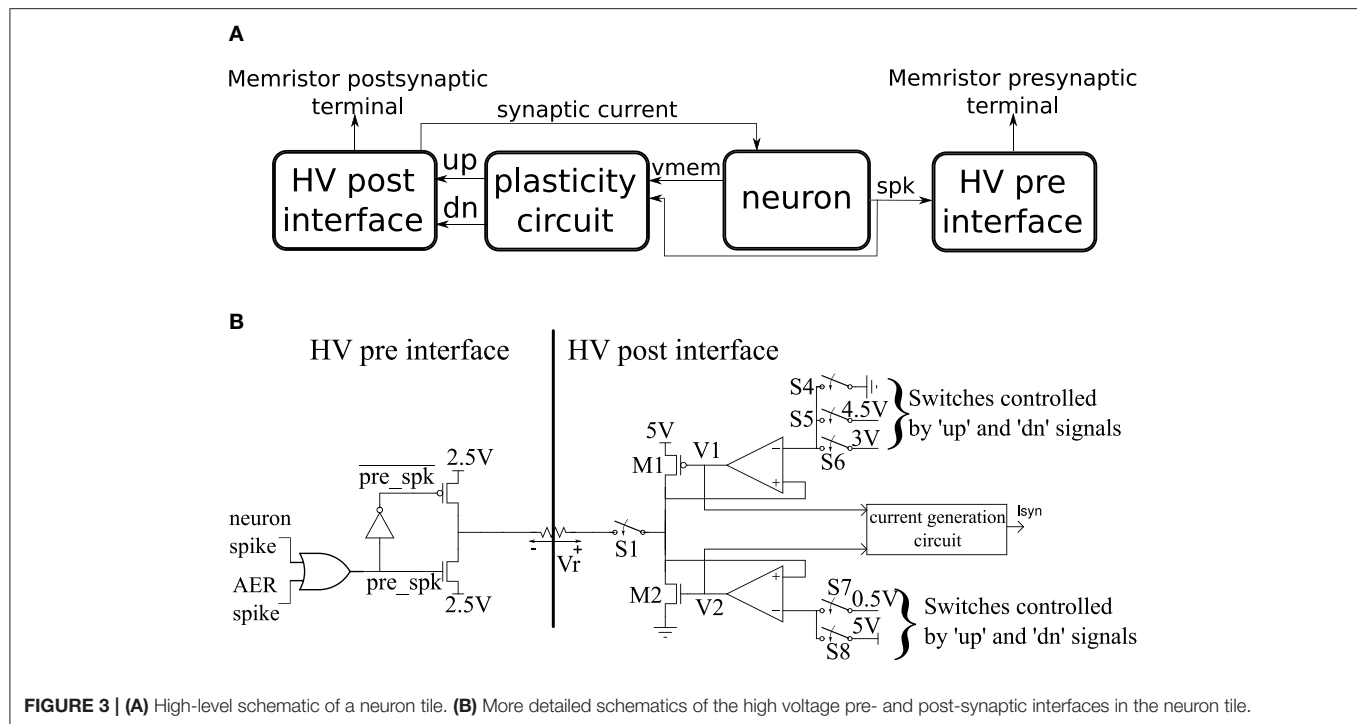 A
Memristor postsynaptic
terminal
Memristor presynaptic
terminal
synaptic current
HV post
interface
up
dn
plasticity
circuit
vmem
neuron
spk
HV pre
interface
B
HV pre interface
HV post interface
neuron
spike
AER
spike
pre_spk
pre_spk
2.5V
2.5V
- +
Vr
S1
5V
M1
V1
-
+
S4
S5 4.5V
S6 3V
Switches controlled
by 'up' and 'dn' signals
current generation
circuit
Isyn
M2
V2
+
-
S7 0.5V
S8 5V
Switches controlled
by 'up' and 'dn' signals
FIGURE 3 | (A) High-level schematic of a neuron tile. (B) More detailed schematics of the high voltage pre- and post-synaptic interfaces in the neuron tile.